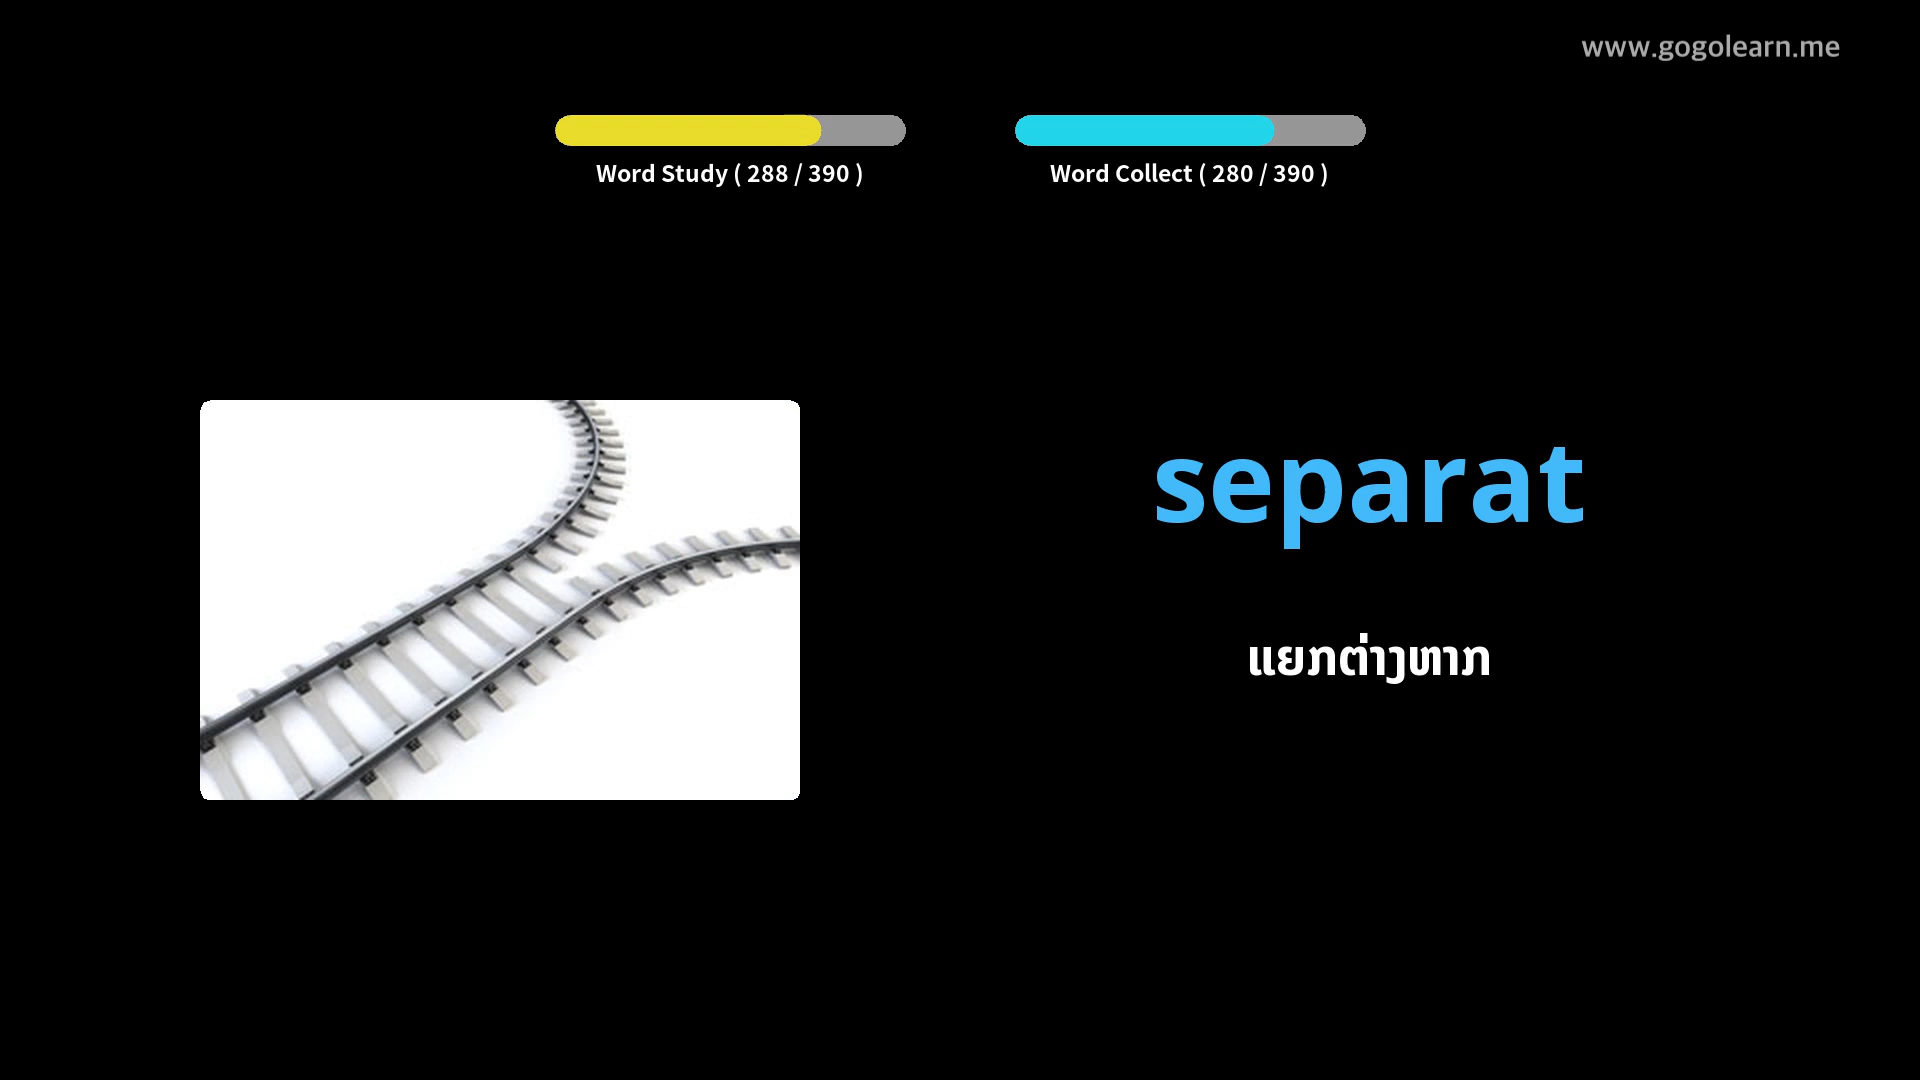 www.gogolearn.me
Word Study ( 288 / 390 )
Word Collect ( 280 / 390 )
separat
ແຍກຕ່າງຫາກ